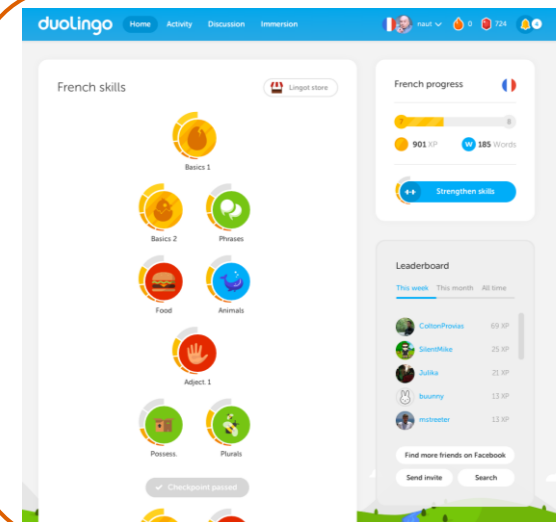 duolingo Home Activity Discussion Immersion naut 0 724 4
French skills
Lingot store
Basics 1
Basics 2 Phrases
Food Animals
Adject. 1
Possess. Plurals
Checkpoint passed
French progress
7 8
901 XP W 185 Words
++ Strengthen skills
Leaderboard
This week This month All time
ColtonProvias 69 XP
SilentMike 25 XP
Julika 21 XP
buunny 13 XP
mstreeter 13 XP
Find more friends on Facebook
Send invite Search